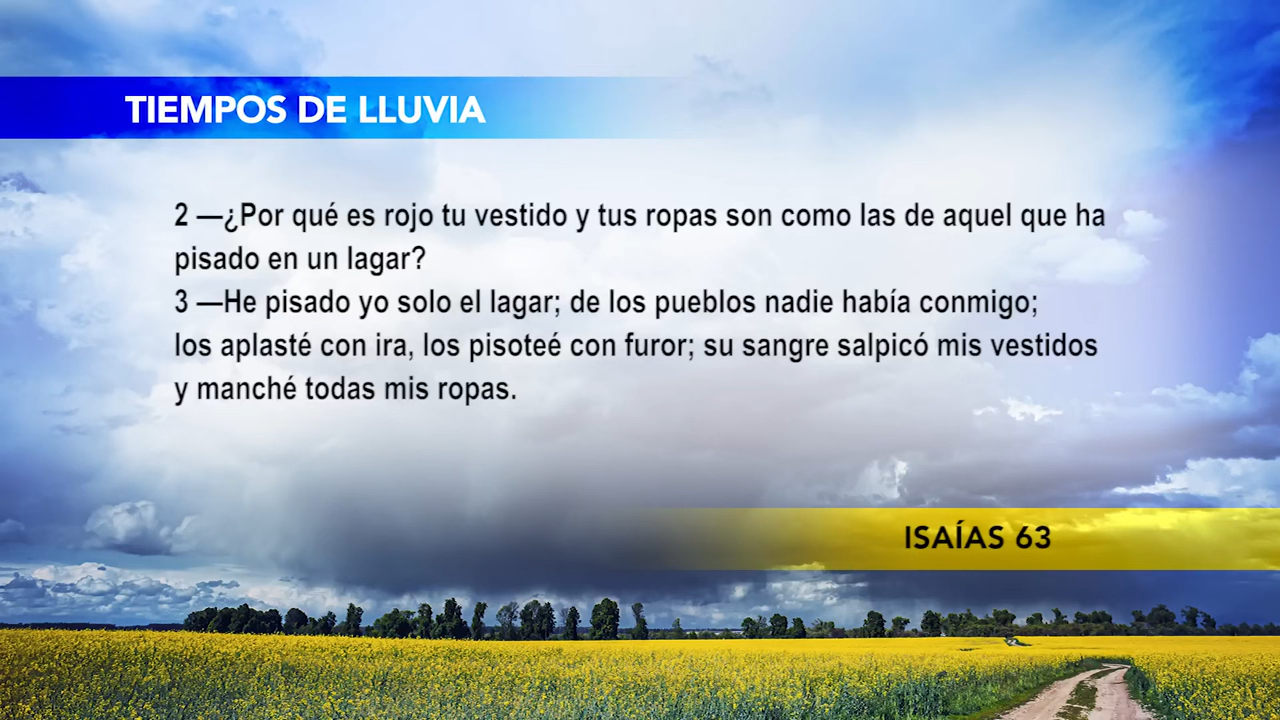 TIEMPOS DE LLUVIA
2 —¿Por qué es rojo tu vestido y tus ropas son como las de aquel que ha
pisado en un lagar?
3 —He pisado yo solo el lagar; de los pueblos nadie había conmigo;
los aplasté con ira, los pisoteé con furor; su sangre salpicó mis vestidos
y manché todas mis ropas.
ISAÍAS 63